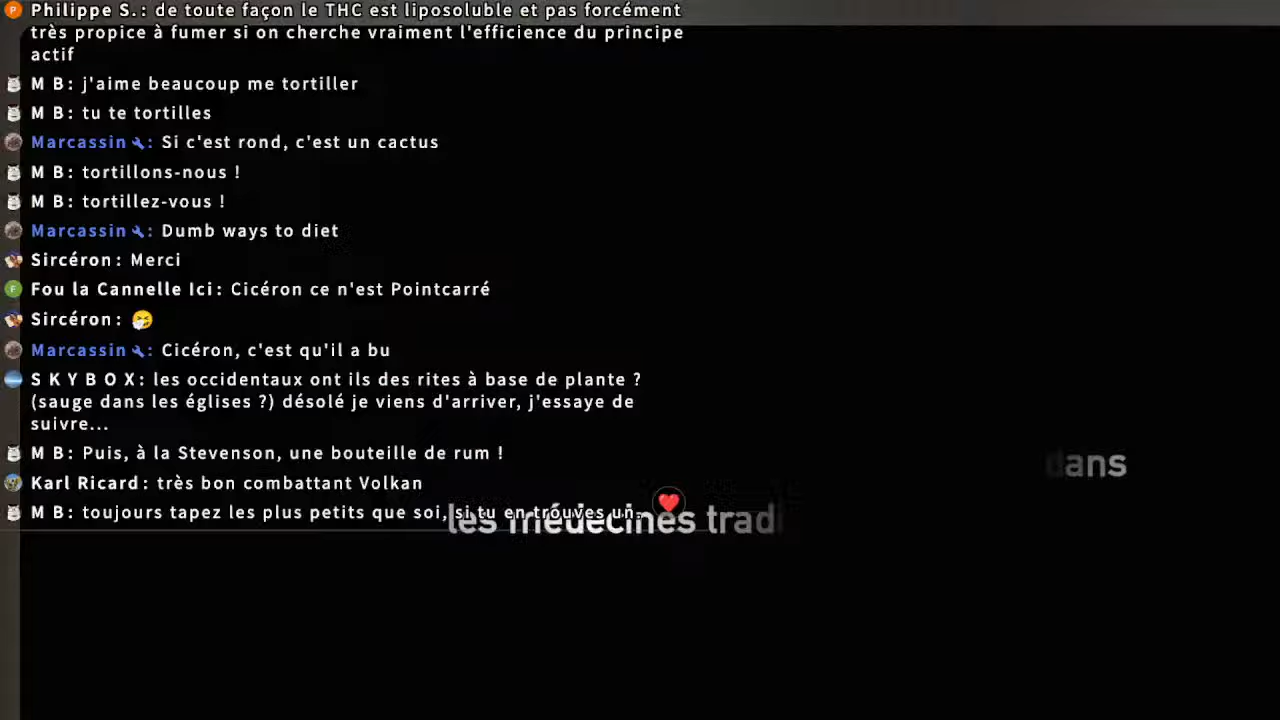 Philippe S.: de toute façon le THC est liposoluble et pas forcément
très propice à fumer si on cherche vraiment l'efficience du principe
actif
M B: j'aime beaucoup me tortiller
M B: tu te tortilles
Marcassin: Si c'est rond, c'est un cactus
M B: tortillons-nous !
M B: tortillez-vous !
Marcassin: Dumb ways to diet
Sircéron: Merci
Fou la Cannelle Ici: Cicéron ce n'est Pointcarré
Sircéron: 🤧
Marcassin: Cicéron, c'est qu'il a bu
S K Y B O X: les occidentaux ont ils des rites à base de plante ?
(sauge dans les églises ?) désolé je viens d'arriver, j'essaye de
suivre...
M B: Puis, à la Stevenson, une bouteille de rum !
dans
Karl Ricard: très bon combattant Volkan
M B: toujours tapez les plus petits que soi, si tu en trouves un. ❤️
les médecines tradi